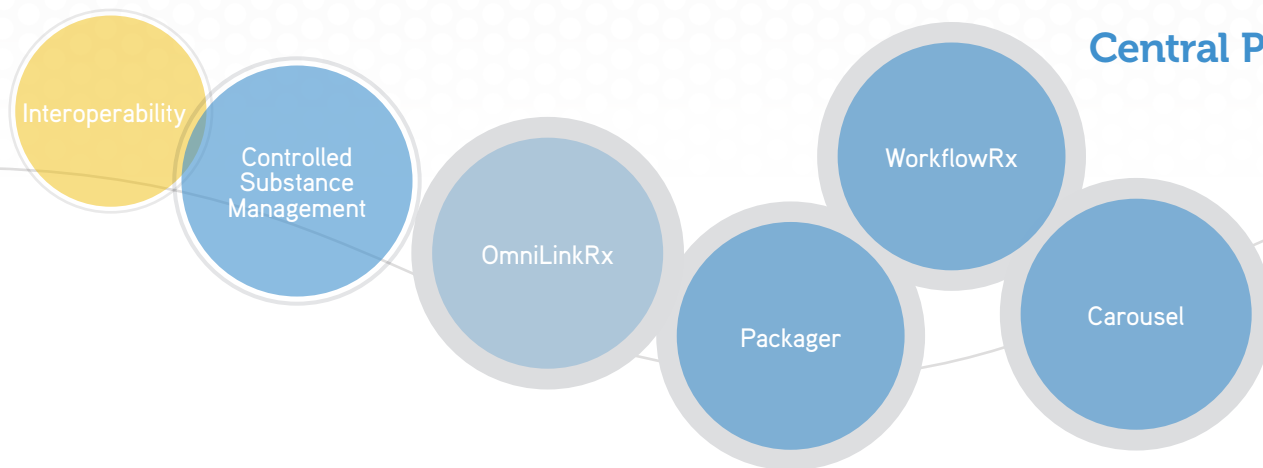 Central P
Interoperability
Controlled
Substance
Management
OmniLinkRx
Packager
WorkflowRx
Carousel